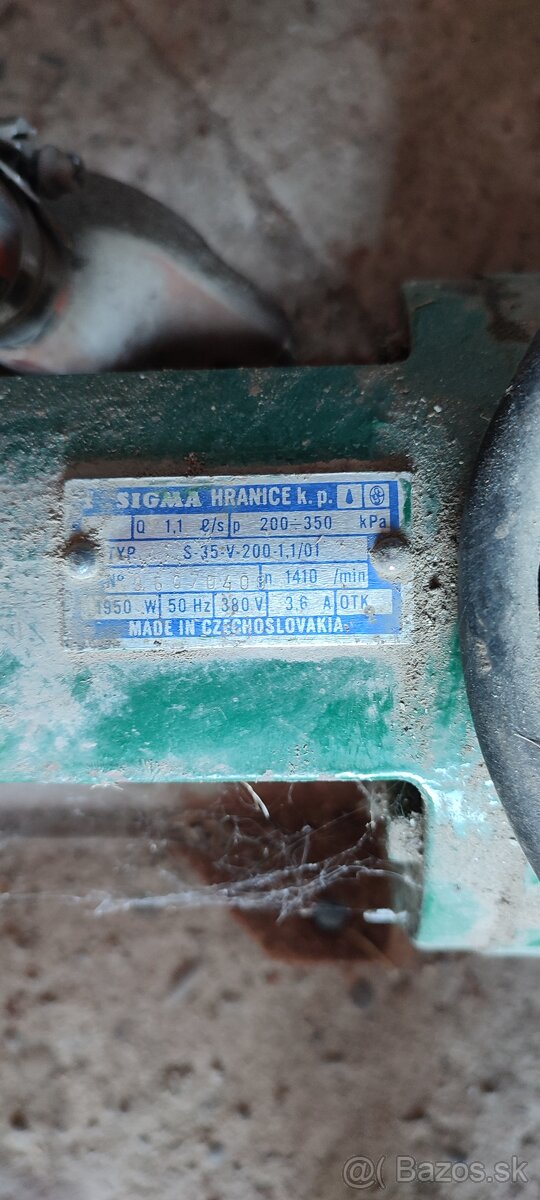 SIGMA HRANICE k. p.
Q 1,1 ℓ/s p 200÷350 kPa
TYP S-35-V-200-1,1/01
N° n 1410 /min
1950 W 50 Hz 380 V 3,6 A OTK
MADE IN CZECHOSLOVAKIA
@ Bazos.sk